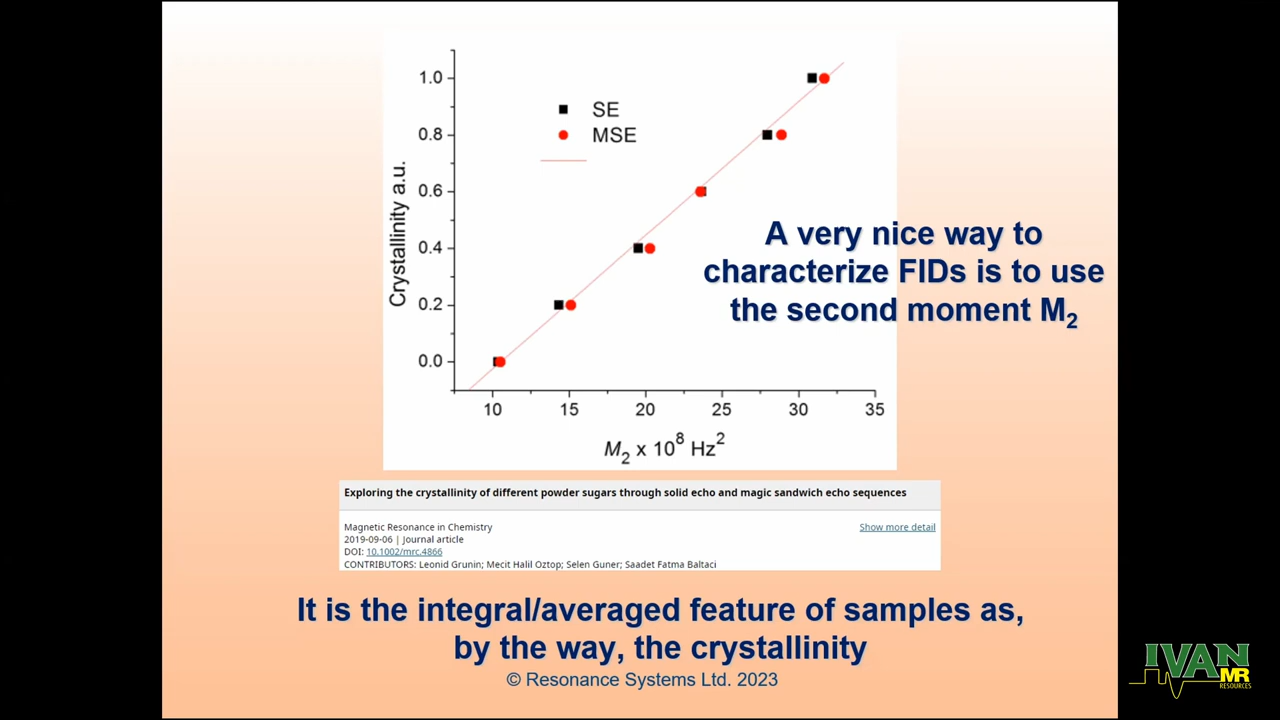 1.0
0.8
0.6
0.4
0.2
0.0
Crystallinity a.u.
SE
MSE
10 15 20 25 30 35
M₂ x 10⁸ Hz²
A very nice way to
characterize FIDs is to use
the second moment M₂
Exploring the crystallinity of different powder sugars through solid echo and magic sandwich echo sequences
Magnetic Resonance in Chemistry
Show more detail
2019-09-06 | Journal article
DOI: 10.1002/mrc.4866
CONTRIBUTORS: Leonid Grunin; Mecit Halil Oztop; Selen Guner; Saadet Fatma Baltaci
It is the integral/averaged feature of samples as,
by the way, the crystallinity
© Resonance Systems Ltd. 2023
IVAN
MR
RESOURCES